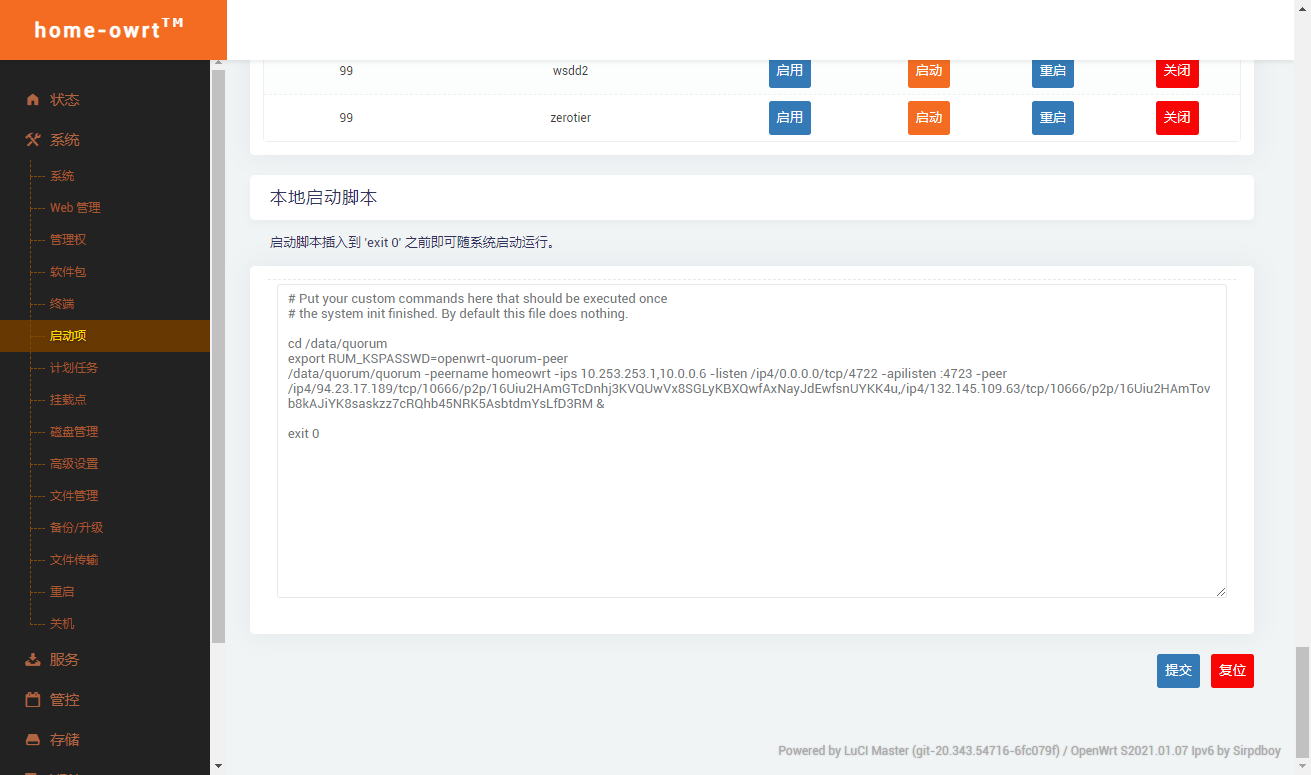 home-owrt™
状态
系统
系统
Web 管理
管理权
软件包
终端
启动项
计划任务
挂载点
磁盘管理
高级设置
文件管理
备份/升级
文件传输
重启
关机
服务
管控
存储
99 wsdd2 启用 启动 重启 关闭
99 zerotier 启用 启动 重启 关闭
本地启动脚本
启动脚本插入到 'exit 0' 之前即可随系统启动运行。
# Put your custom commands here that should be executed once
# the system init finished. By default this file does nothing.
cd /data/quorum
export RUM_KSPASSWD=openwrt-quorum-peer
/data/quorum/quorum -peername homeowrt -ips 10.253.253.1,10.0.0.6 -listen /ip4/0.0.0.0/tcp/4722 -apilisten :4723 -peer
/ip4/94.23.17.189/tcp/10666/p2p/16Uiu2HAmGTcDnhj3KVQUwVx8SGLyKBXQwfAxNayJdEwfsnUYKK4u,/ip4/132.145.109.63/tcp/10666/p2p/16Uiu2HAmTov
b8kAJiYK8saskzz7cRQhb45NRK5AsbtdmYsLfD3RM &
exit 0
提交 复位
Powered by LuCI Master (git-20.343.54716-6fc079f) / OpenWrt S2021.01.07 Ipv6 by Sirpdboy